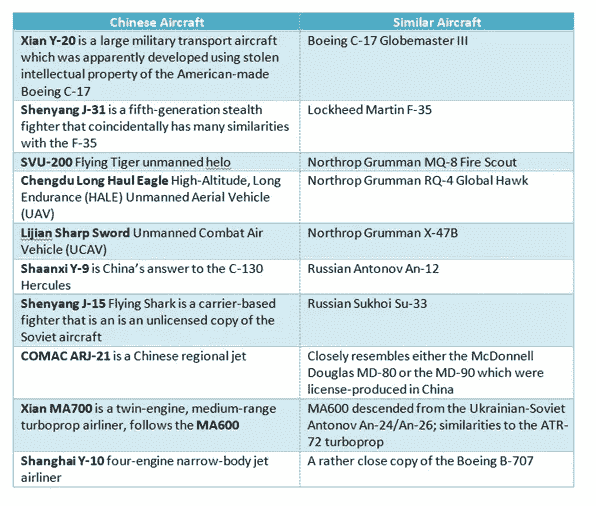 Chinese Aircraft
Similar Aircraft
Xian Y-20 is a large military transport aircraft
which was apparently developed using stolen
intellectual property of the American-made
Boeing C-17
Boeing C-17 Globemaster III
Shenyang J-31 is a fifth-generation stealth
fighter that coincidentally has many similarities
with the F-35
Lockheed Martin F-35
SVU-200 Flying Tiger unmanned helo
Northrop Grumman MQ-8 Fire Scout
Chengdu Long Haul Eagle High-Altitude, Long
Endurance (HALE) Unmanned Aerial Vehicle
(UAV)
Northrop Grumman RQ-4 Global Hawk
Lijian Sharp Sword Unmanned Combat Air
Vehicle (UCAV)
Northrop Grumman X-47B
Shaanxi Y-9 is China's answer to the C-130
Hercules
Russian Antonov An-12
Shenyang J-15 Flying Shark is a carrier-based
fighter that is an is an unlicensed copy of the
Soviet aircraft
Russian Sukhoi Su-33
COMAC ARJ-21 is a Chinese regional jet
Closely resembles either the McDonnell
Douglas MD-80 or the MD-90 which were
license-produced in China
Xian MA700 is a twin-engine, medium-range
turboprop airliner, follows the MA600
MA600 descended from the Ukrainian-Soviet
Antonov An-24/An-26; similarities to the ATR-
72 turboprop
Shanghai Y-10 four-engine narrow-body jet
airliner
A rather close copy of the Boeing B-707